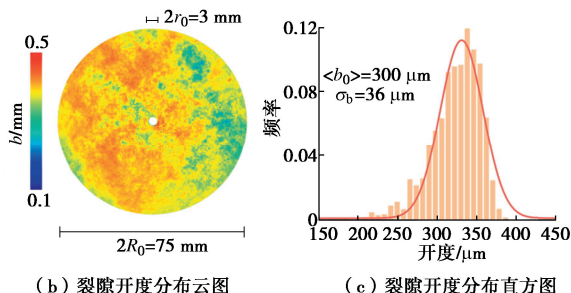 2r₀=3 mm
0.5
b/mm
0.1
2R₀=75 mm
（b）裂隙开度分布云图
0.12
0.08
0.04
0
频率
<b₀>=300 μm
σb=36 μm
150 200 250 300 350 400 450
开度/μm
（c）裂隙开度分布直方图